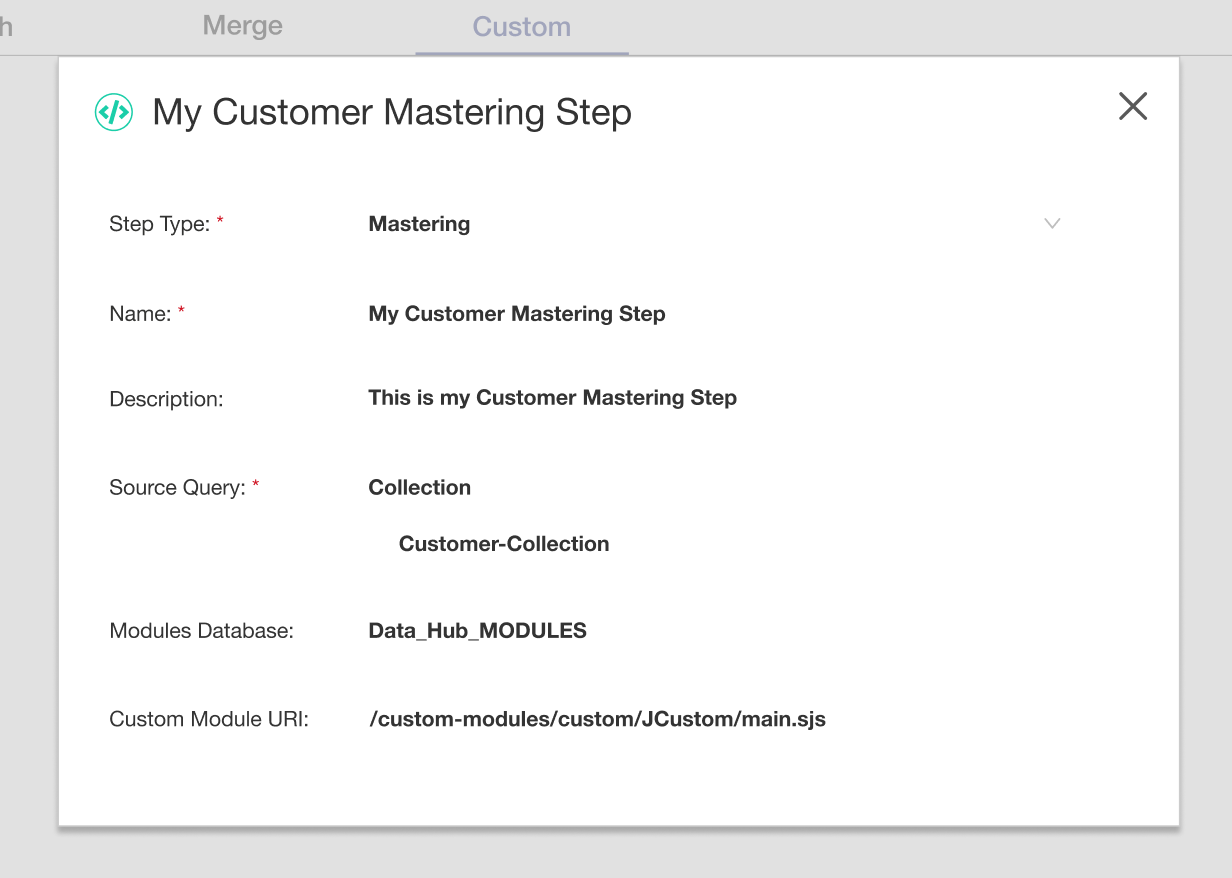 h Merge Custom
</> My Customer Mastering Step
Step Type: * Mastering
Name: * My Customer Mastering Step
Description: This is my Customer Mastering Step
Source Query: * Collection
Customer-Collection
Modules Database: Data_Hub_MODULES
Custom Module URI: /custom-modules/custom/JCustom/main.sjs